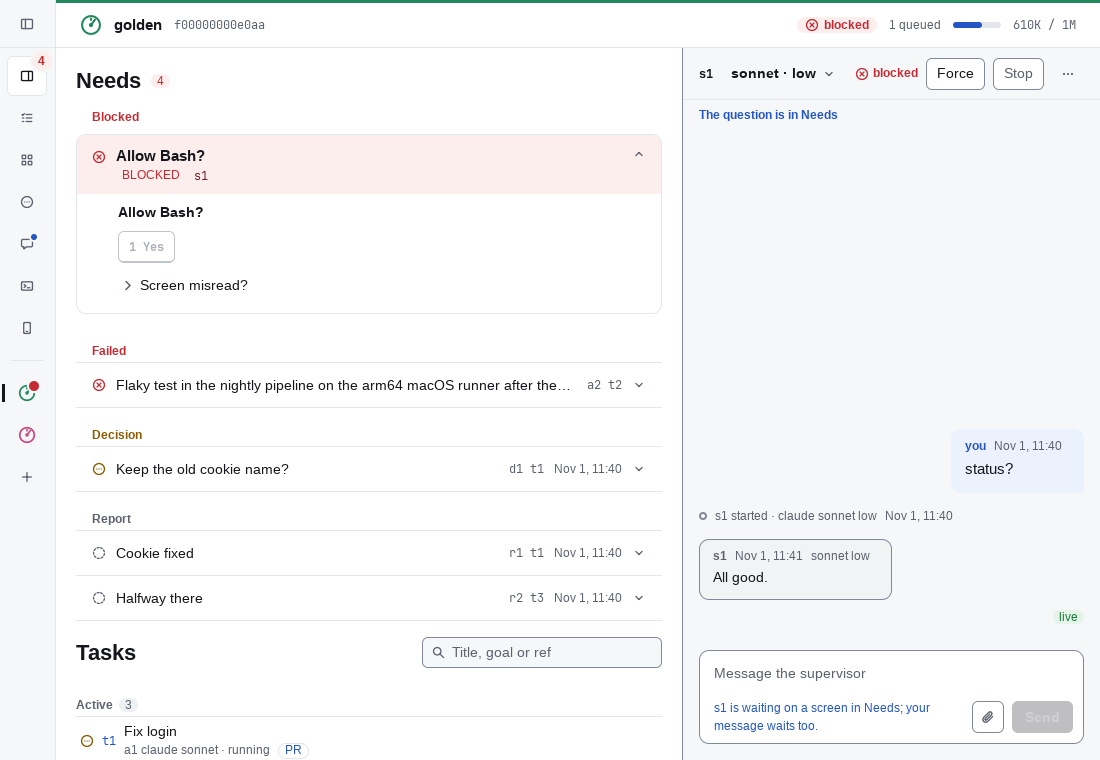 golden f00000000e0aa
blocked 1 queued 610K / 1M
4
Needs 4
Blocked
Allow Bash?
BLOCKED s1
Allow Bash?
1 Yes
Screen misread?
Failed
Flaky test in the nightly pipeline on the arm64 macOS runner after the… a2 t2
Decision
Keep the old cookie name? d1 t1 Nov 1, 11:40
Report
Cookie fixed r1 t1 Nov 1, 11:40
Halfway there r2 t3 Nov 1, 11:40
Tasks
Title, goal or ref
Active 3
t1 Fix login
a1 claude sonnet · running PR
s1 sonnet · low blocked Force Stop
The question is in Needs
you Nov 1, 11:40
status?
s1 started · claude sonnet low Nov 1, 11:40
s1 Nov 1, 11:41 sonnet low
All good.
live
Message the supervisor
s1 is waiting on a screen in Needs; your
message waits too.
Send